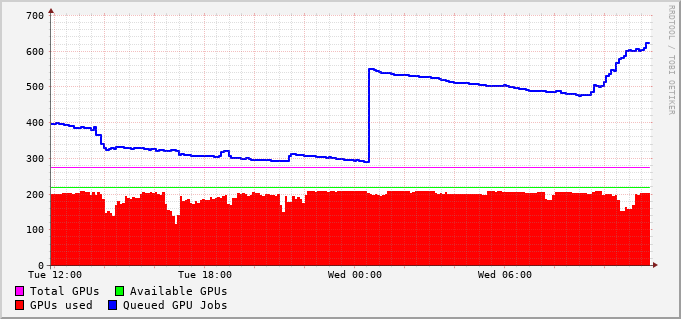 700
600
500
400
300
200
100
0
Tue 12:00 Tue 18:00 Wed 00:00 Wed 06:00
Total GPUs Available GPUs
GPUs used Queued GPU Jobs
RRDTOOL / TOBI OETIKER